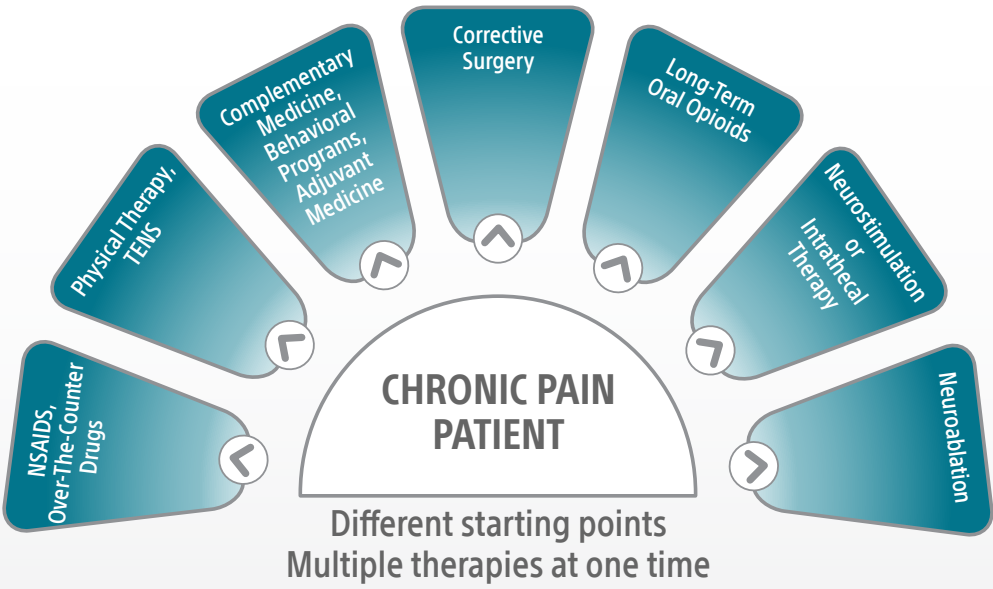 NSAIDS,
Over-The-Counter
Drugs
Physical Therapy,
TENS
Complementary
Medicine,
Behavioral
Programs,
Adjuvant
Medicine
Corrective
Surgery
Long-Term
Oral Opioids
Neurostimulation
or
Intrathecal
Therapy
Neuroablation
CHRONIC PAIN
PATIENT
Different starting points
Multiple therapies at one time